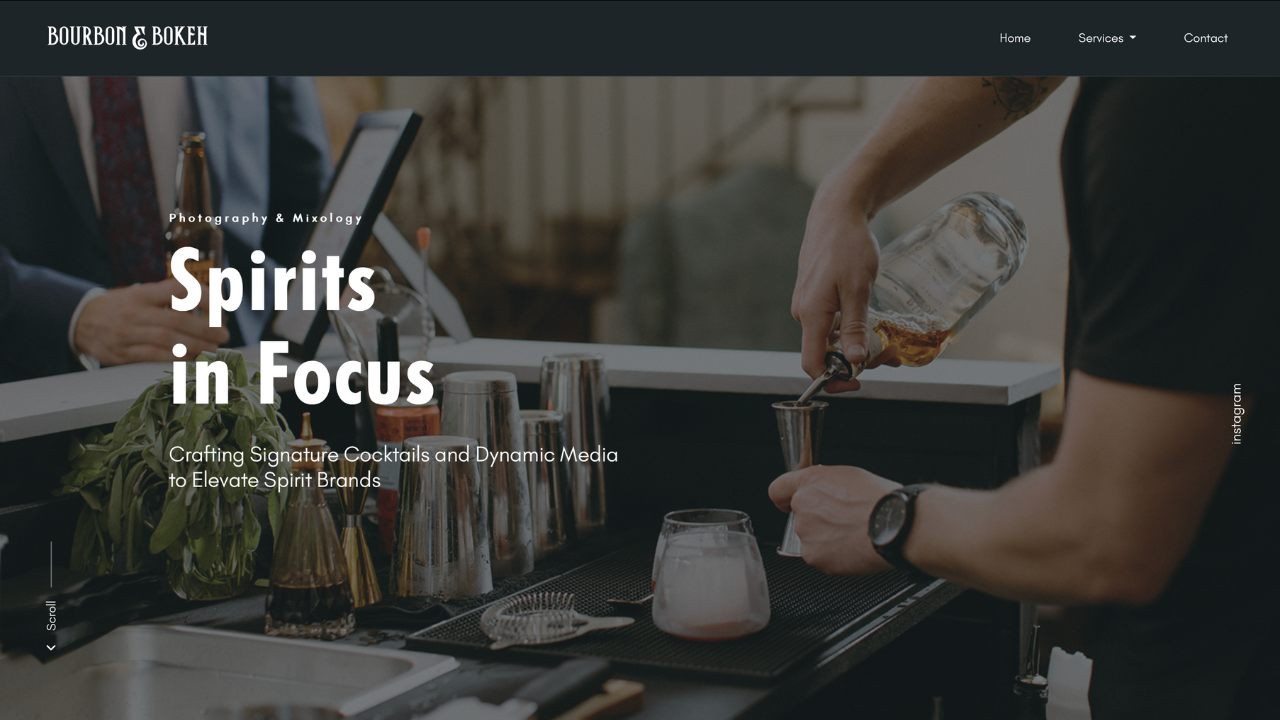 BOURBON & BOKEH
Home
Services
Contact
Photography & Mixology
Spirits
in Focus
Crafting Signature Cocktails and Dynamic Media
to Elevate Spirit Brands
instagram
Scroll